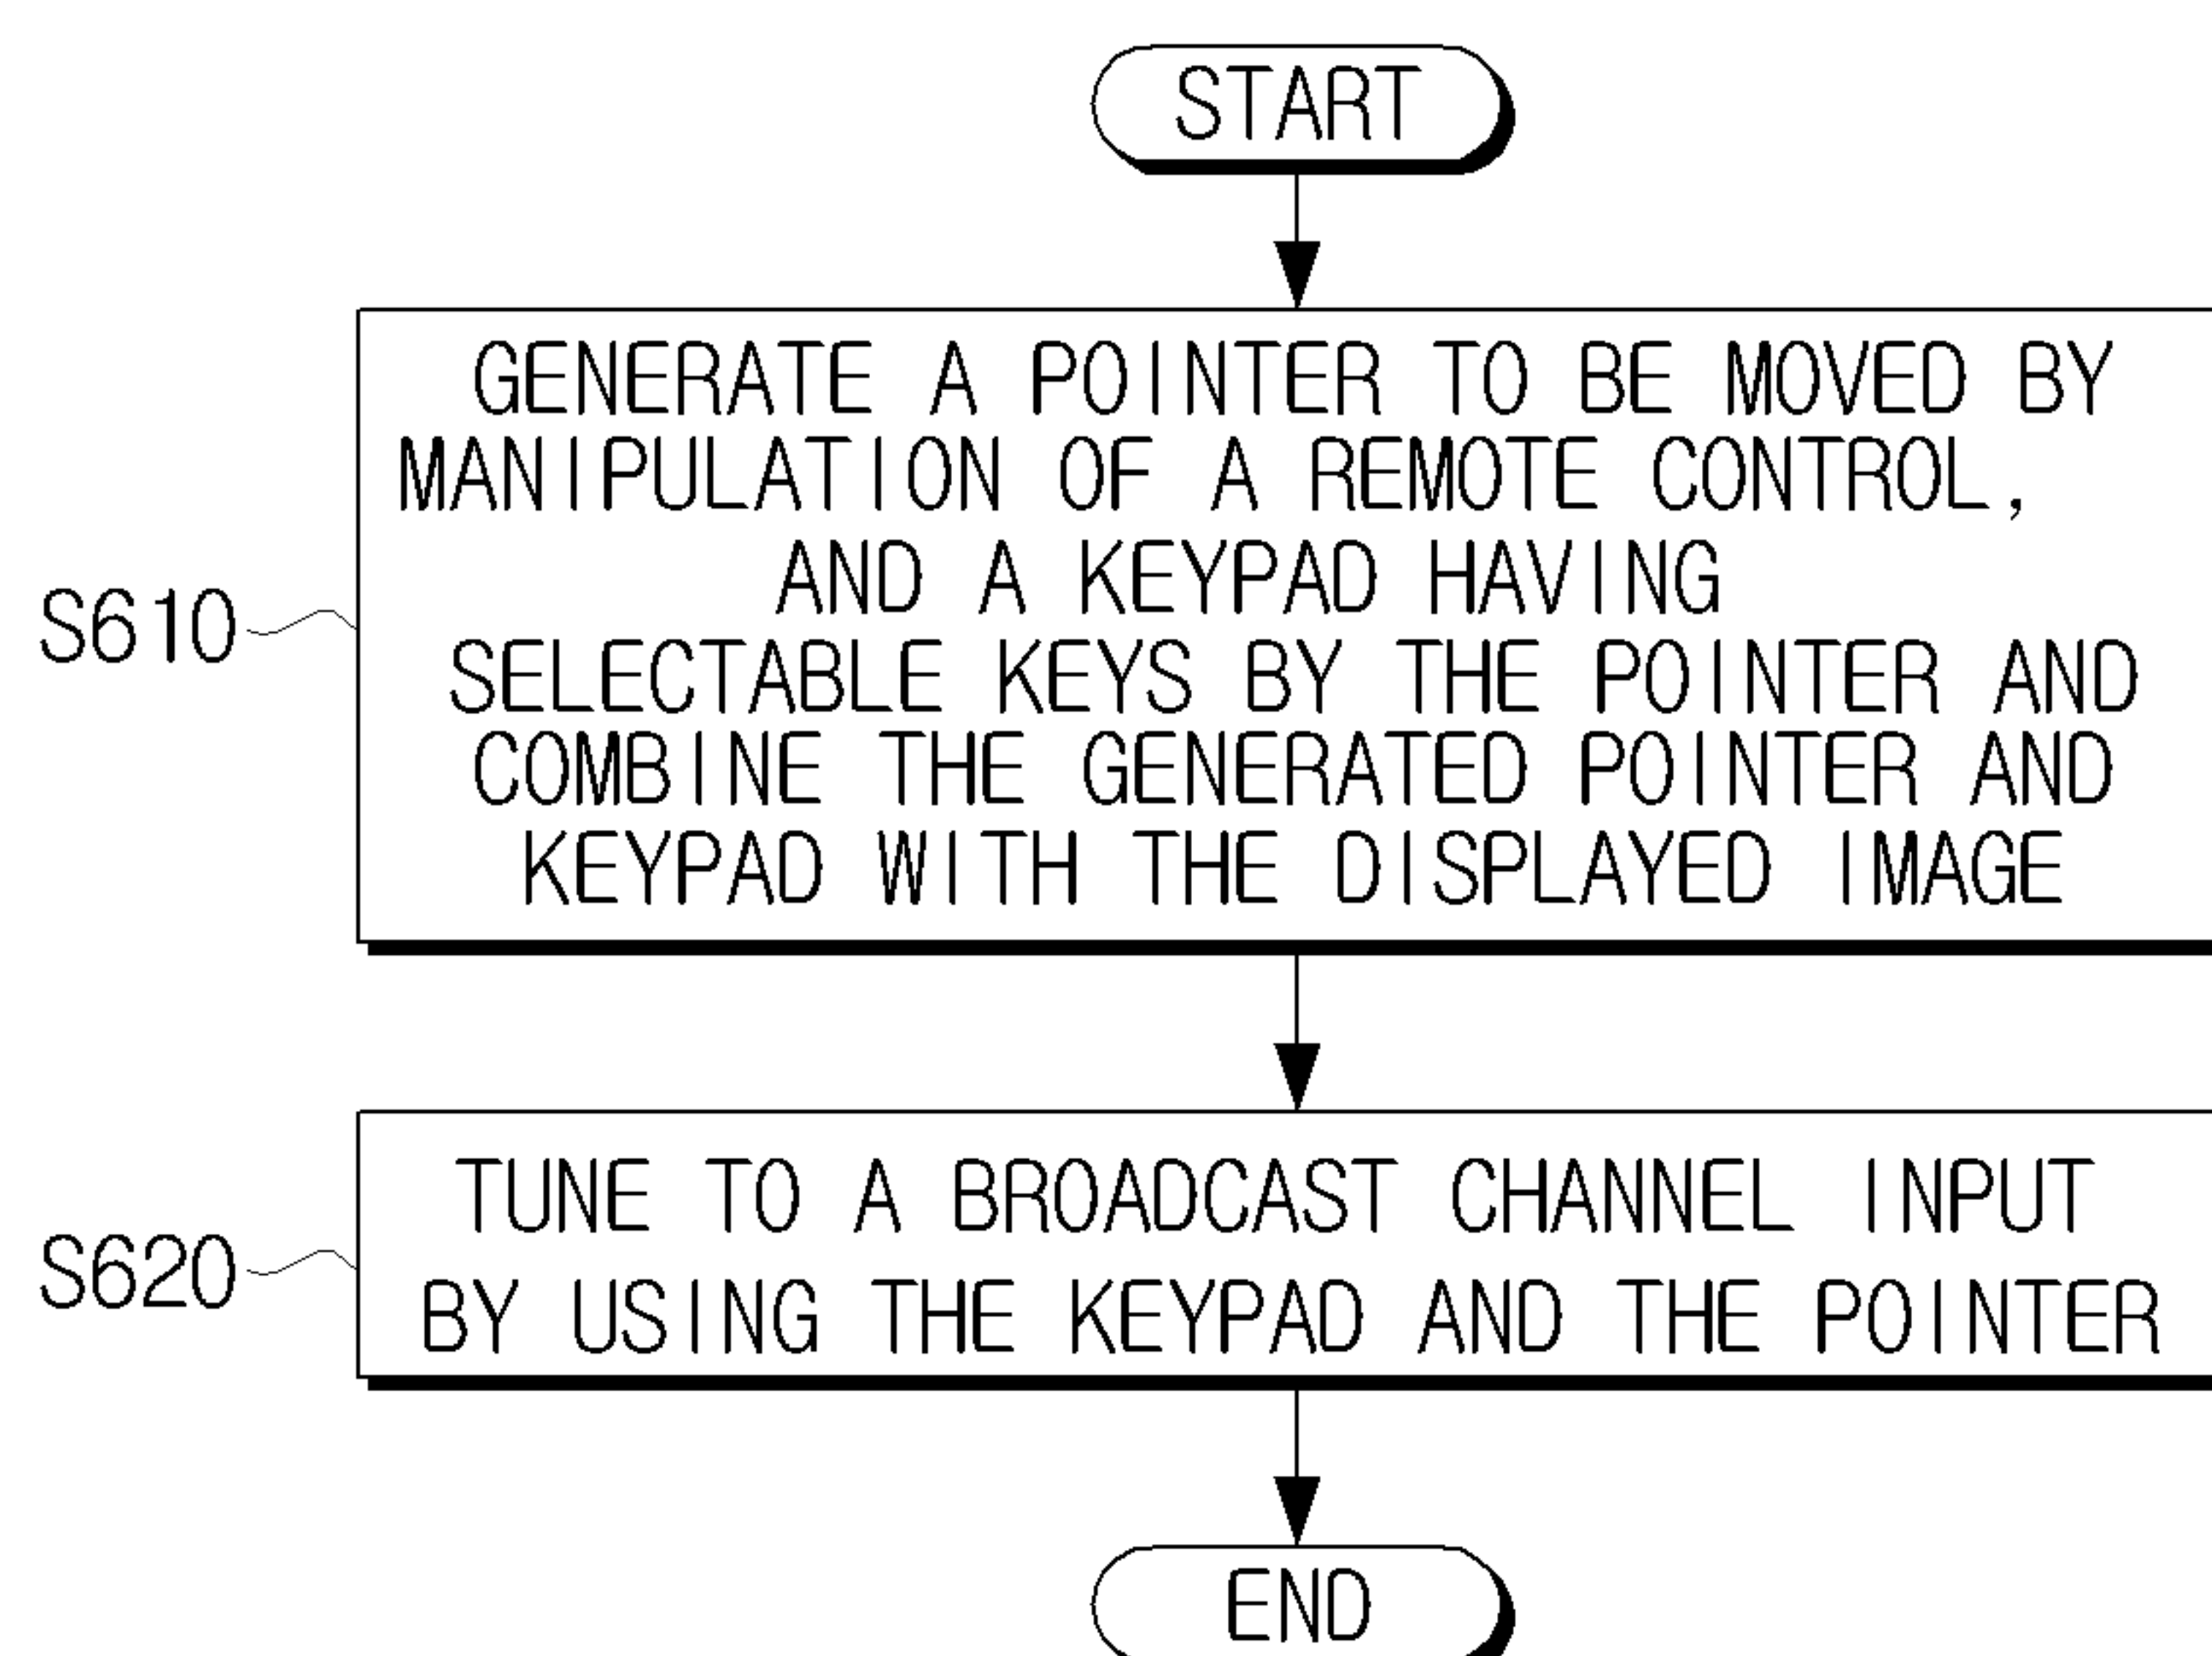 START
GENERATE A POINTER TO BE MOVED BY
MANIPULATION OF A REMOTE CONTROL,
AND A KEYPAD HAVING
S610
SELECTABLE KEYS BY THE POINTER AND
COMBINE THE GENERATED POINTER AND
KEYPAD WITH THE DISPLAYED IMAGE
TUNE TO A BROADCAST CHANNEL INPUT
S620
BY USING THE KEYPAD AND THE POINTER
END